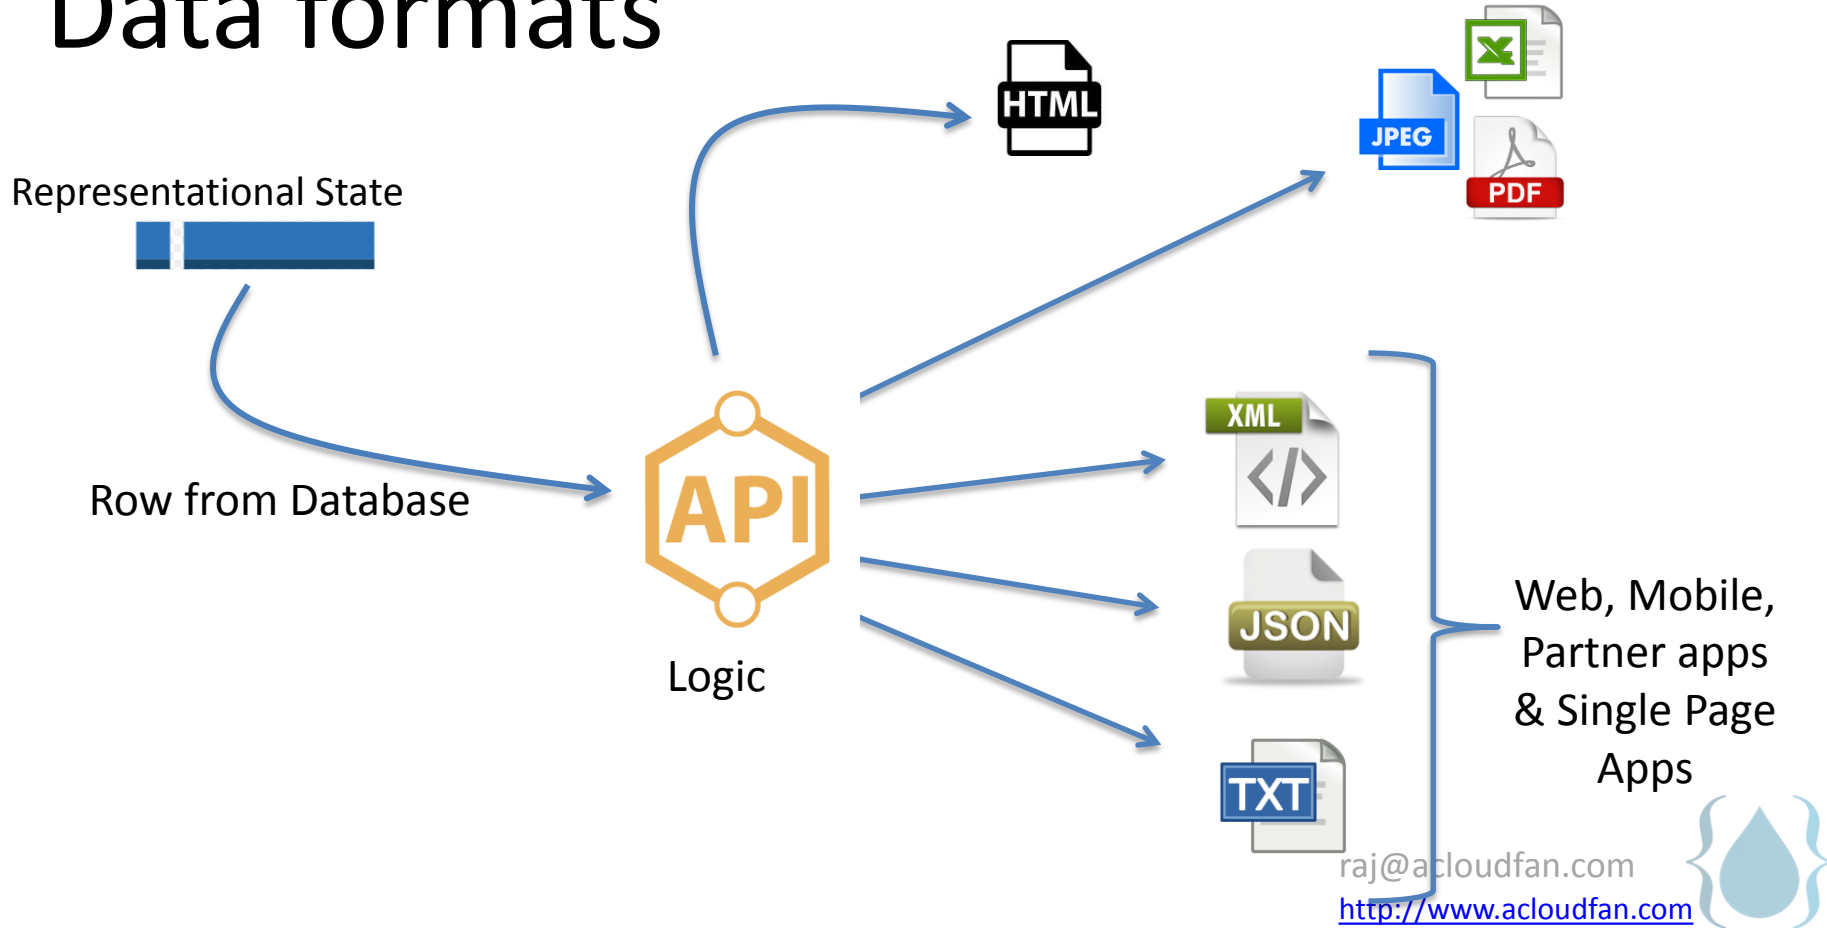 Data formats
HTML
JPEG
PDF
Representational State
Row from Database
API
Logic
XML
</>
JSON
TXT
Web, Mobile,
Partner apps
& Single Page
Apps
raj@acloudfan.com
http://www.acloudfan.com